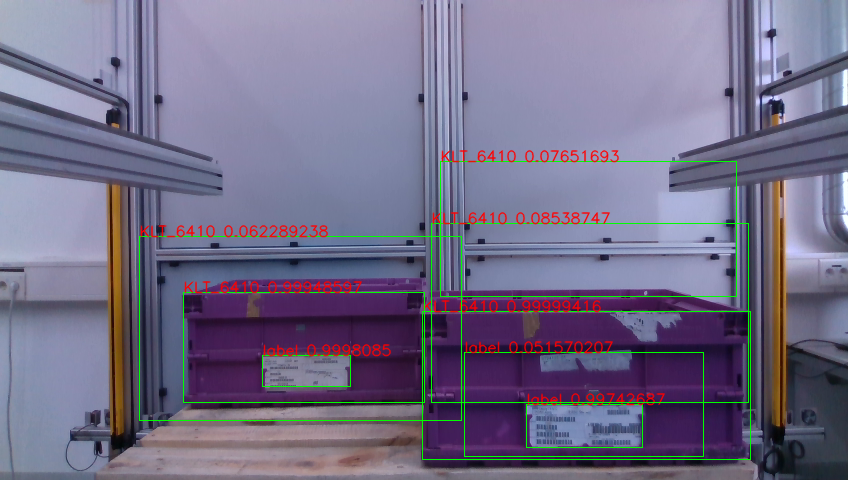 KLT_6410 0.07651693
KLT_6410 0.08538747
KLT_6410 0.062289238
KLT_6410 0.99948597
KLT_6410 0.99999416
label 0.9998085
label 0.051570207
label 0.99742687